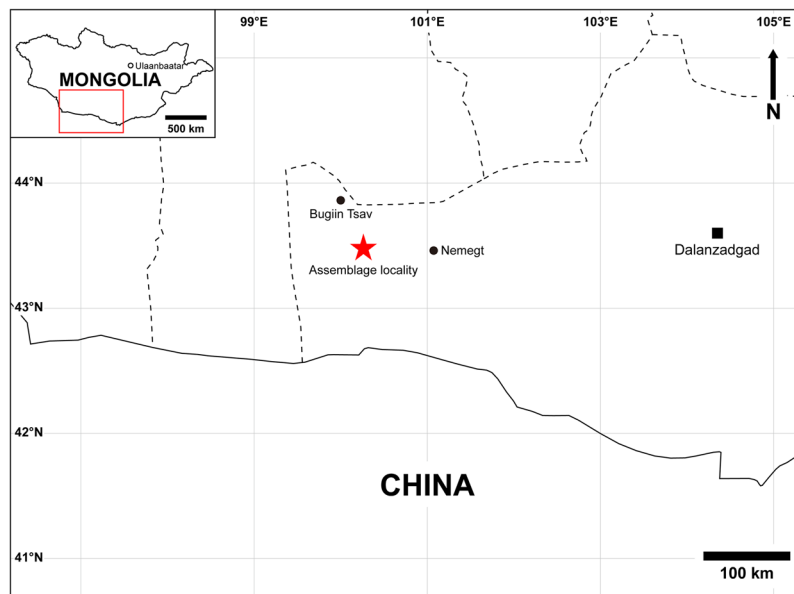 99°E
101°E
103°E
105°E
Ulaanbaatar
MONGOLIA
500 km
N
44°N
Bugiin Tsav
Nemegt
Dalanzadgad
Assemblage locality
43°N
42°N
CHINA
41°N
100 km